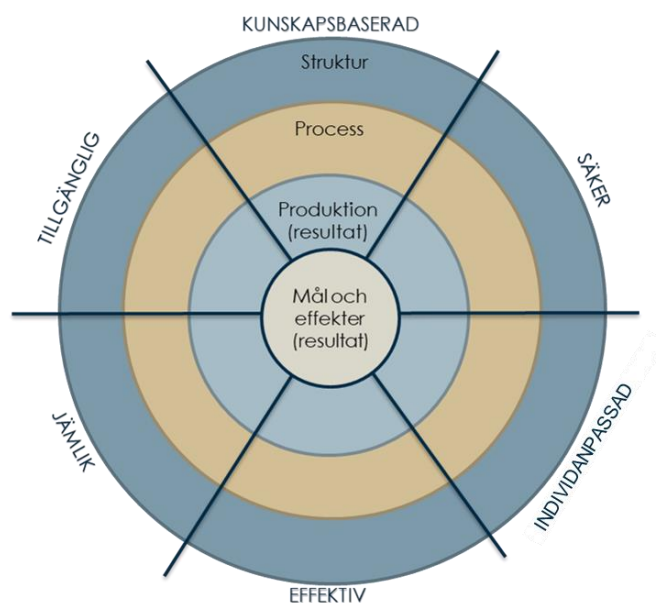 KUNSKAPSBASERAD
Struktur
Process
TILLGÄNGLIG
SÄKER
Produktion
(resultat)
Mål och
effekter
(resultat)
JÄMLIK
INDIVIDANPASSAD
EFFEKTIV